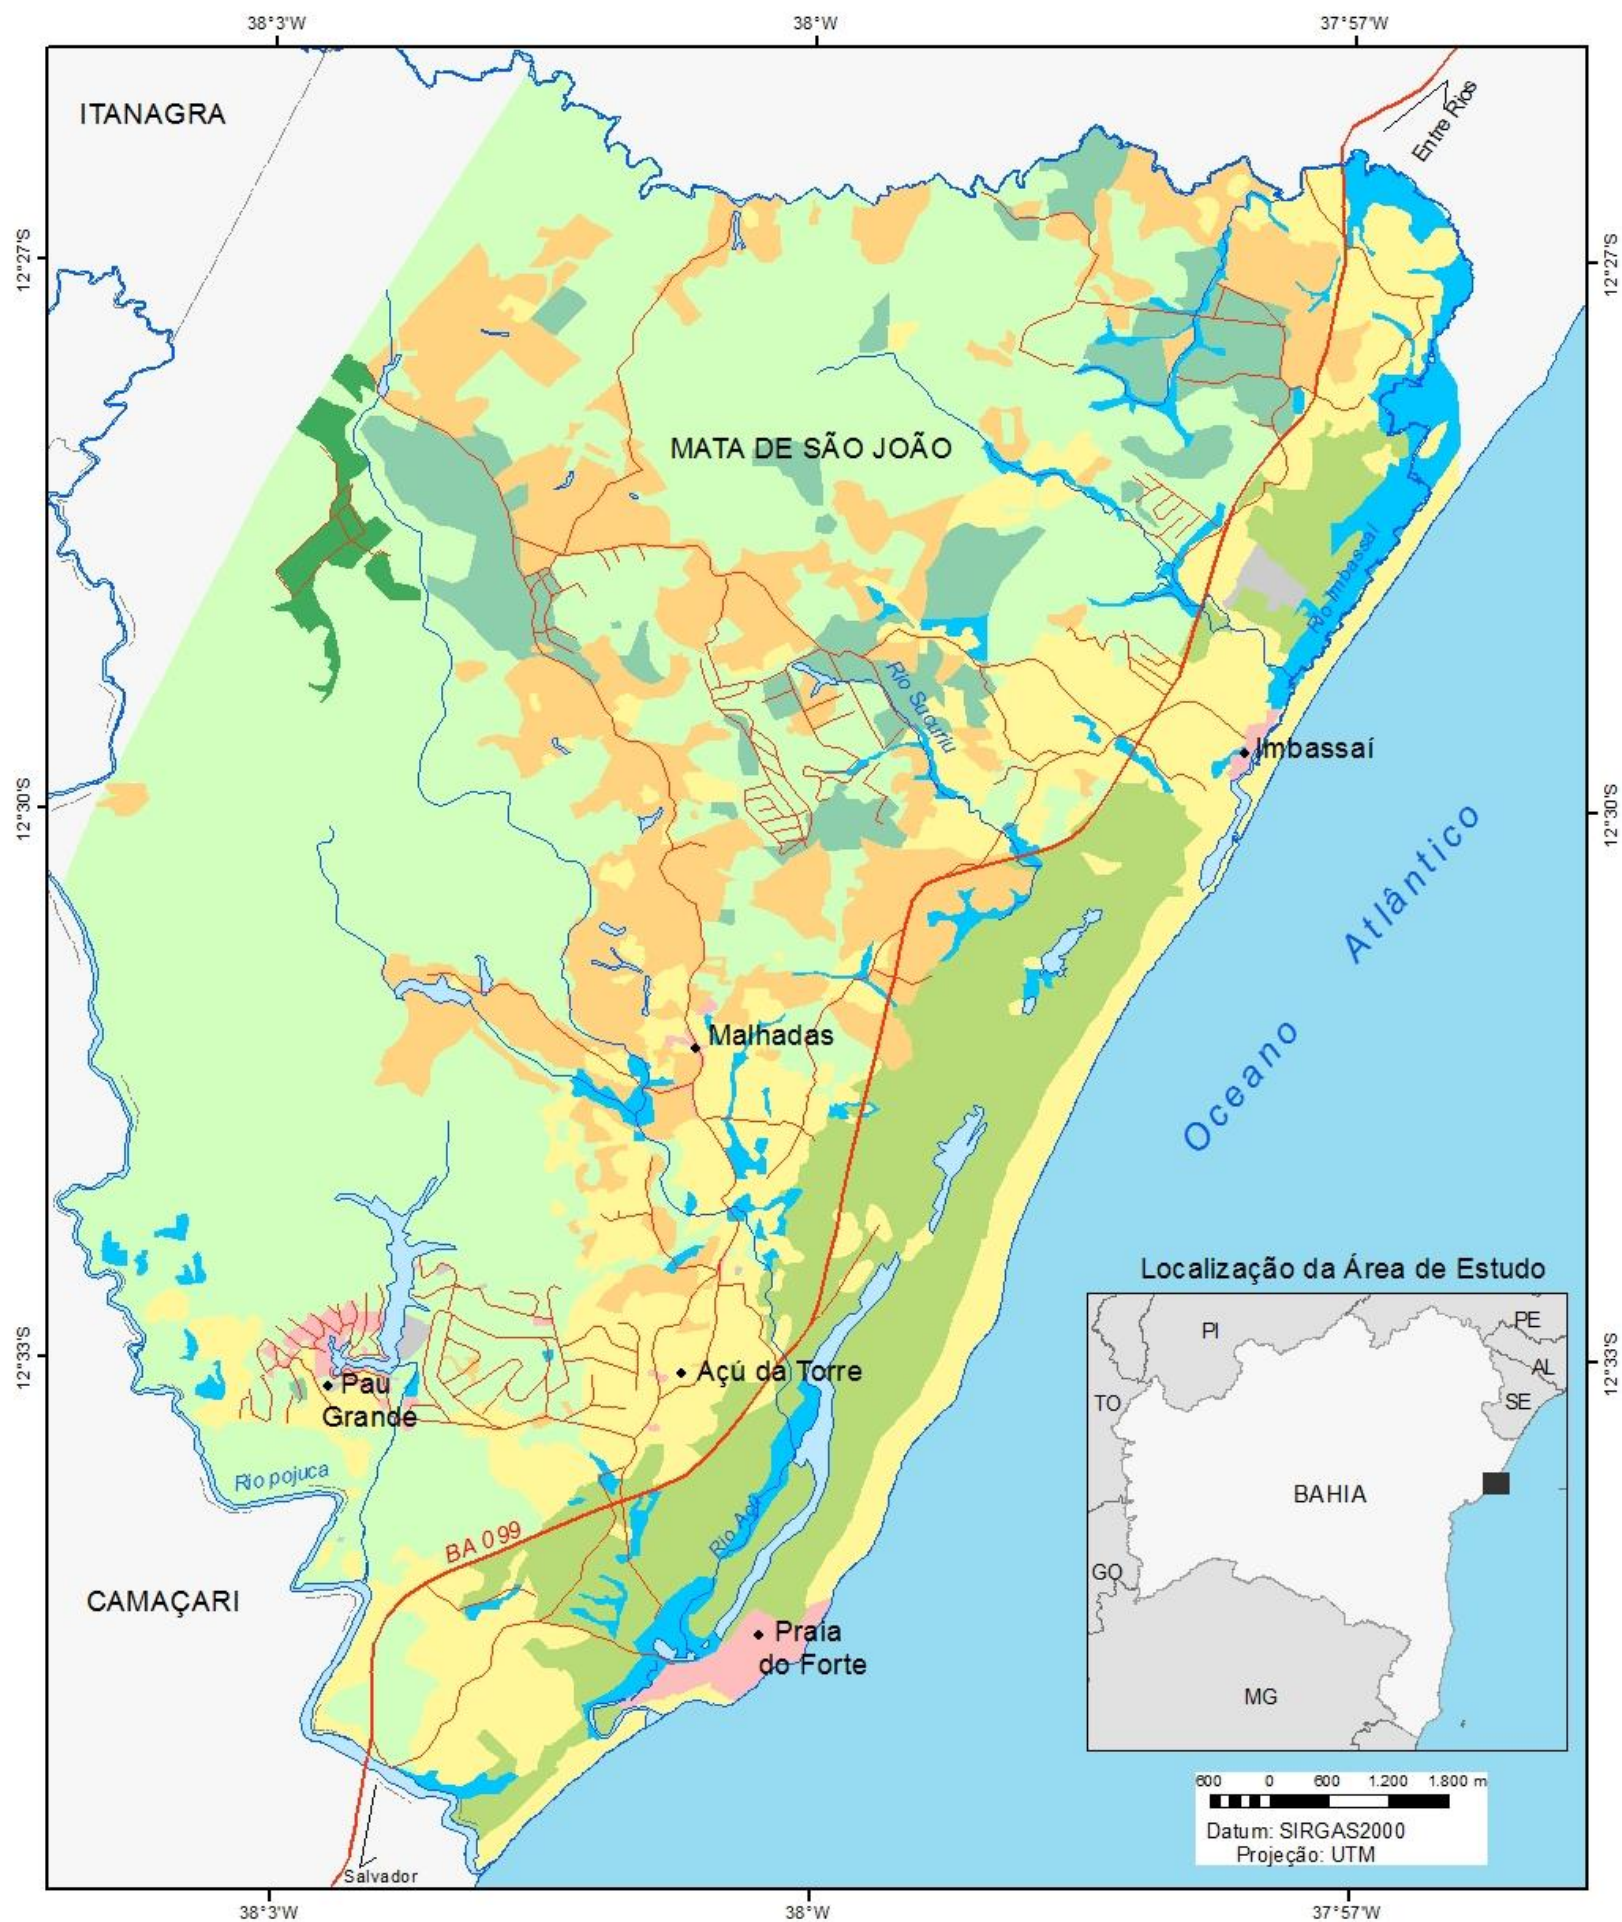 38°3'W
38°W
37°57'W
ITANAGRA
Entre Rios
12°27'S
12°27'S
MATA DE SÃO JOÃO
Rio Imbassaí
Rio Sucuriu
Imbassaí
12°30'S
12°30'S
Oceano Atlântico
Malhadas
Localização da Área de Estudo
PI
PE
AL
SE
TO
BAHIA
GO
MG
12°33'S
12°33'S
Açú da Torre
Pau
Grande
Rio pojuca
Rio Açú
BA 099
CAMAÇARI
Praia
do Forte
600 0 600 1.200 1.800 m
Datum: SIRGAS2000
Projeção: UTM
Salvador
38°3'W
38°W
37°57'W